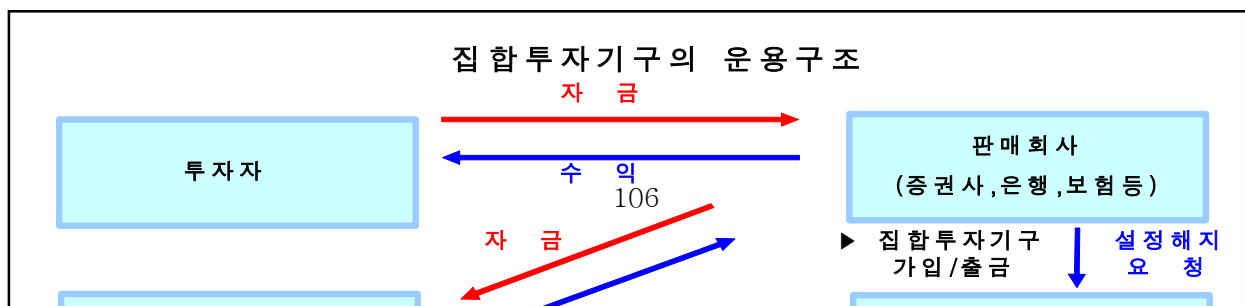 집합투자기구의 운용구조
자 금
투자자
판매회사
(증권사,은행,보험등)
수 익
106
자 금
▶ 집합투자기구
가입/출금
설정해지
요 청